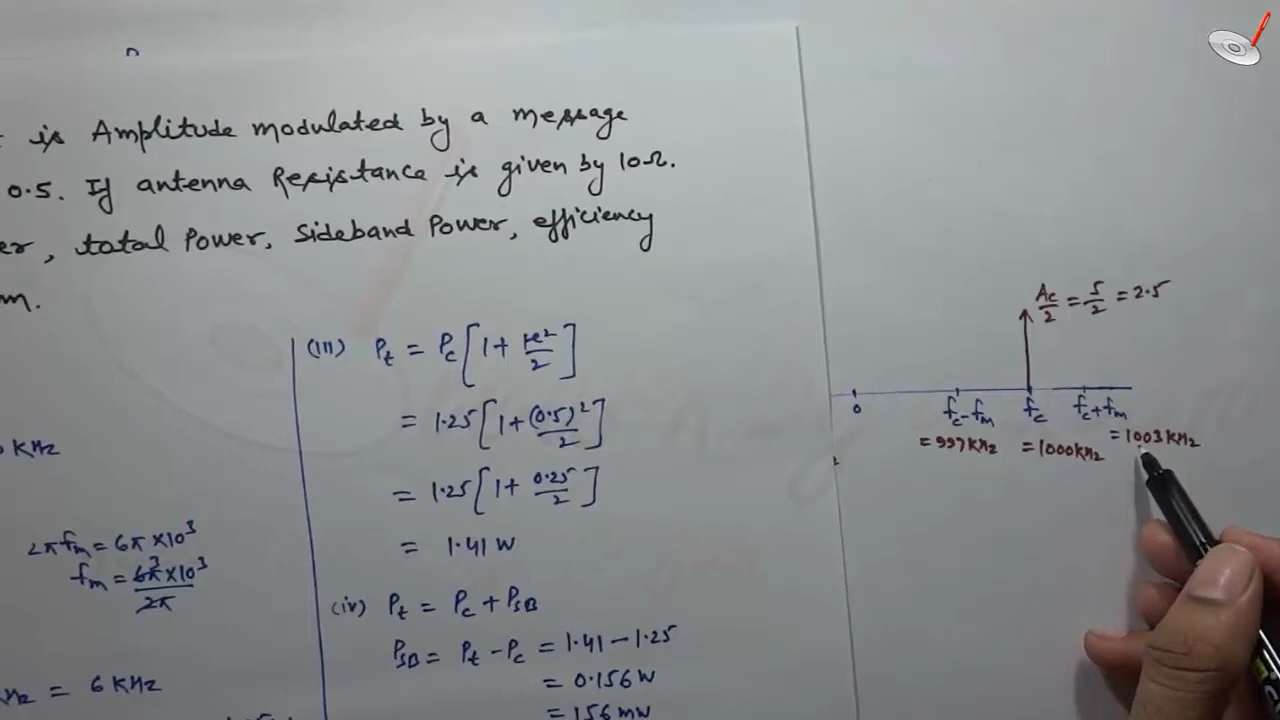 is Amplitude modulated by a message
0.5. If antenna Resistance is given by 10Ω.
er, total Power, Sideband Power, efficiency
m.
KHz
2πfm = 6π×10³
fm = 6π×10³/2π
= 6 KHz
(iii) Pt = Pc[1+μ²/2]
= 1.25[1+(0.5)²/2]
= 1.25[1+0.25/2]
= 1.41 W
(iv) Pt = Pc + PSB
PSB = Pt - Pc = 1.41 - 1.25
= 0.156 W
= 156 mW
Ac/2 = 5/2 = 2.5
0 fc-fm fc fc+fm
= 997 KHz = 1000 KHz = 1003 KHz